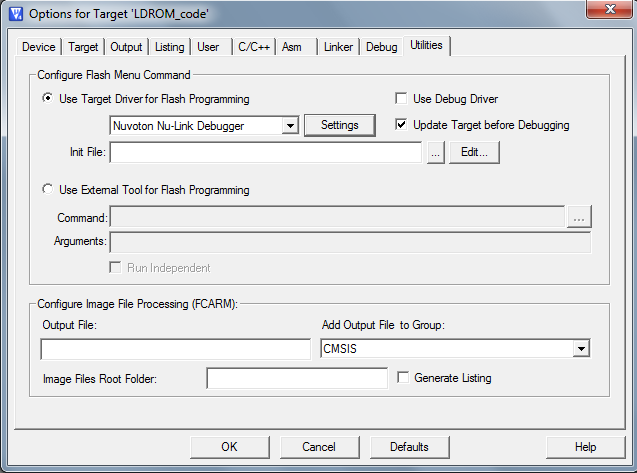 Options for Target 'LDROM_code'
Device Target Output Listing User C/C++ Asm Linker Debug Utilities
Configure Flash Menu Command
Use Target Driver for Flash Programming Use Debug Driver
Nuvoton Nu-Link Debugger Settings Update Target before Debugging
Init File: ... Edit...
Use External Tool for Flash Programming
Command: ...
Arguments:
Run Independent
Configure Image File Processing (FCARM):
Output File: Add Output File to Group:
CMSIS
Image Files Root Folder: Generate Listing
OK Cancel Defaults Help